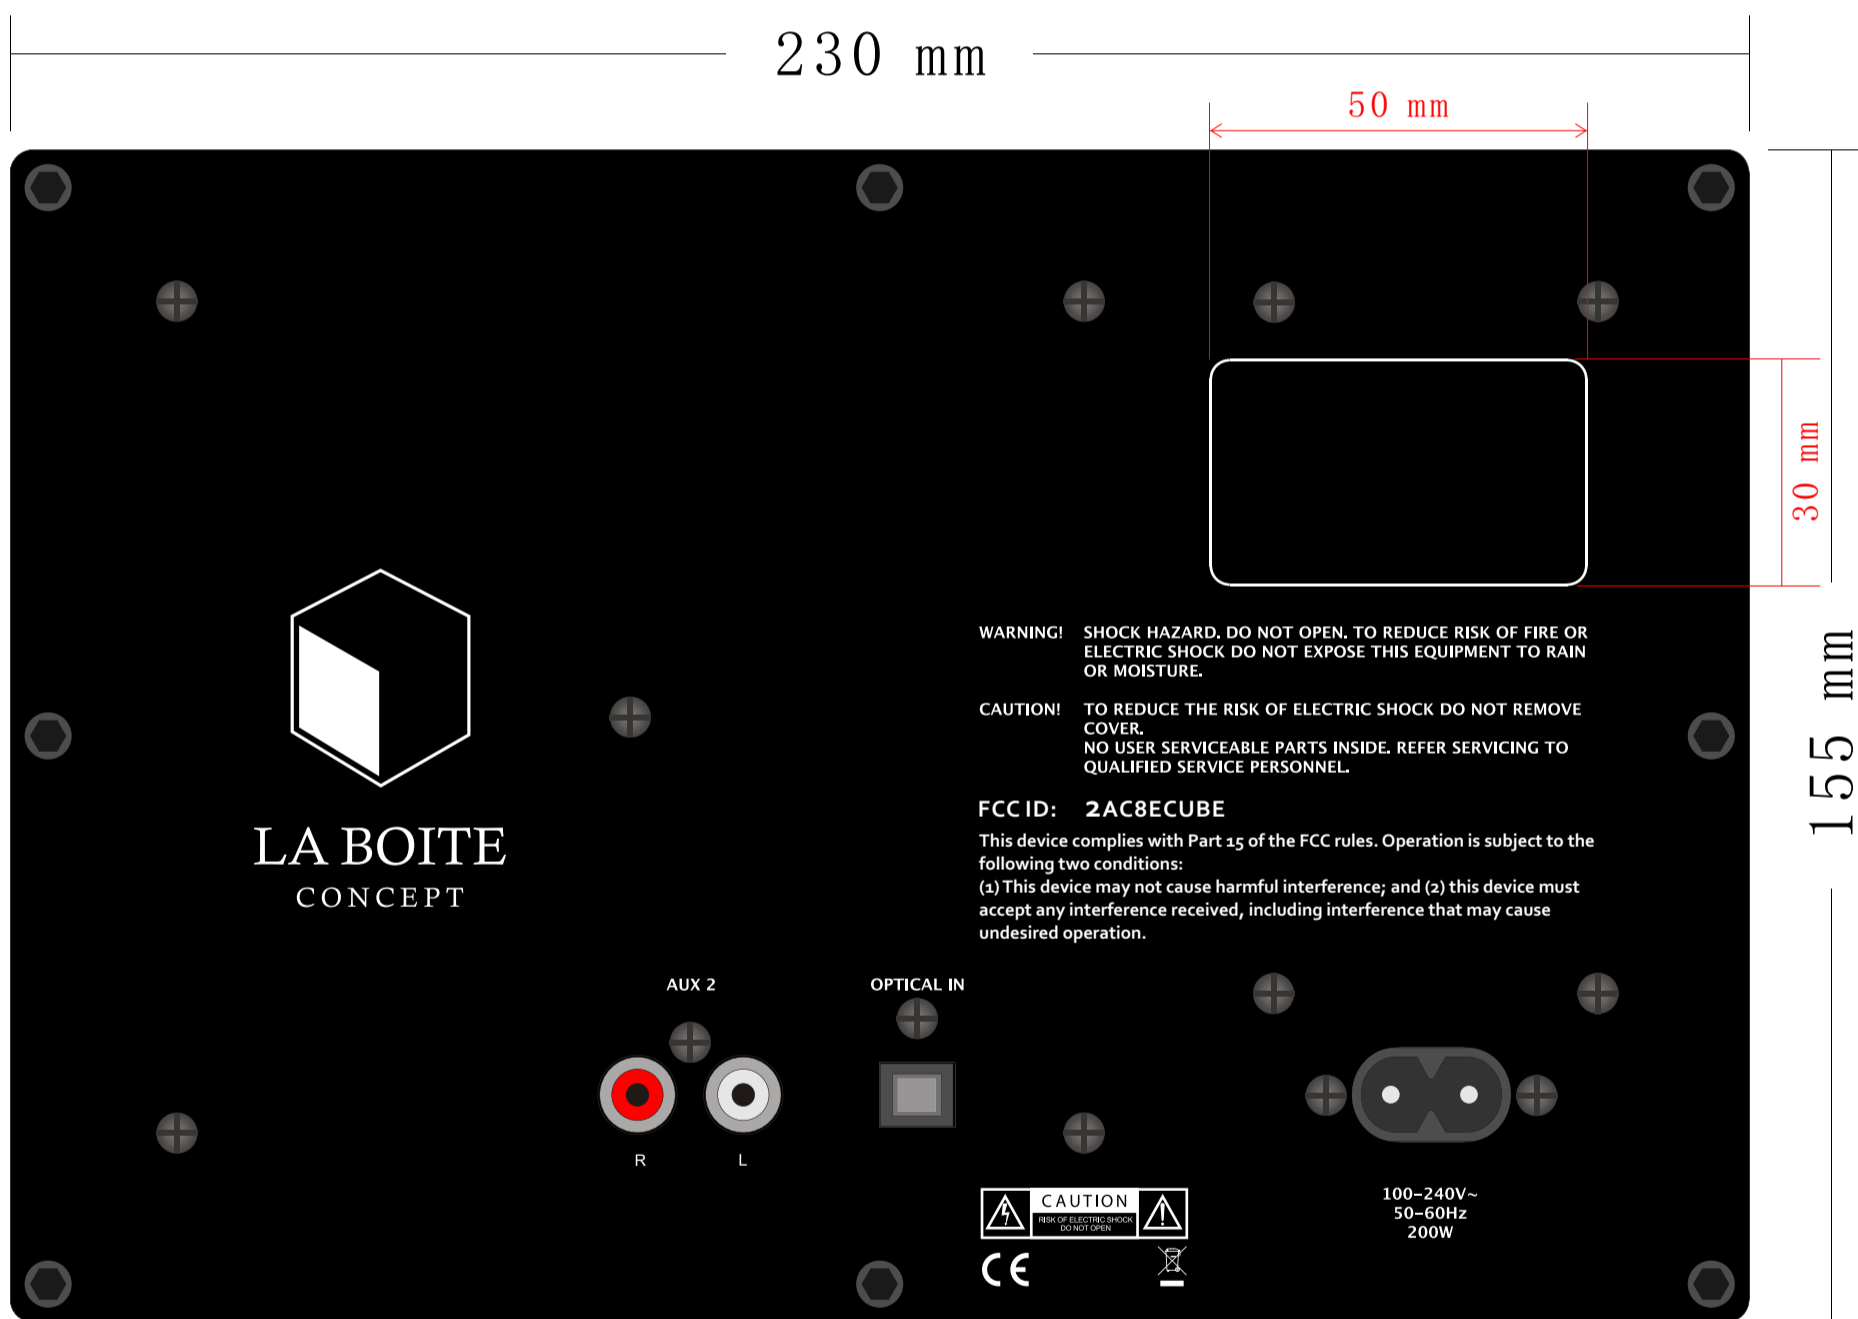 230 mm
50 mm
30 mm
155 mm
WARNING! SHOCK HAZARD. DO NOT OPEN. TO REDUCE RISK OF FIRE OR
ELECTRIC SHOCK DO NOT EXPOSE THIS EQUIPMENT TO RAIN
OR MOISTURE.
CAUTION! TO REDUCE THE RISK OF ELECTRIC SHOCK DO NOT REMOVE
COVER.
NO USER SERVICEABLE PARTS INSIDE. REFER SERVICING TO
QUALIFIED SERVICE PERSONNEL.
FCC ID: 2AC8ECUBE
This device complies with Part 15 of the FCC rules. Operation is subject to the
following two conditions:
(1) This device may not cause harmful interference; and (2) this device must
accept any interference received, including interference that may cause
undesired operation.
LA BOITE
CONCEPT
AUX 2
OPTICAL IN
R
L
CAUTION
RISK OF ELECTRIC SHOCK
DO NOT OPEN
CE
100-240V~
50-60Hz
200W